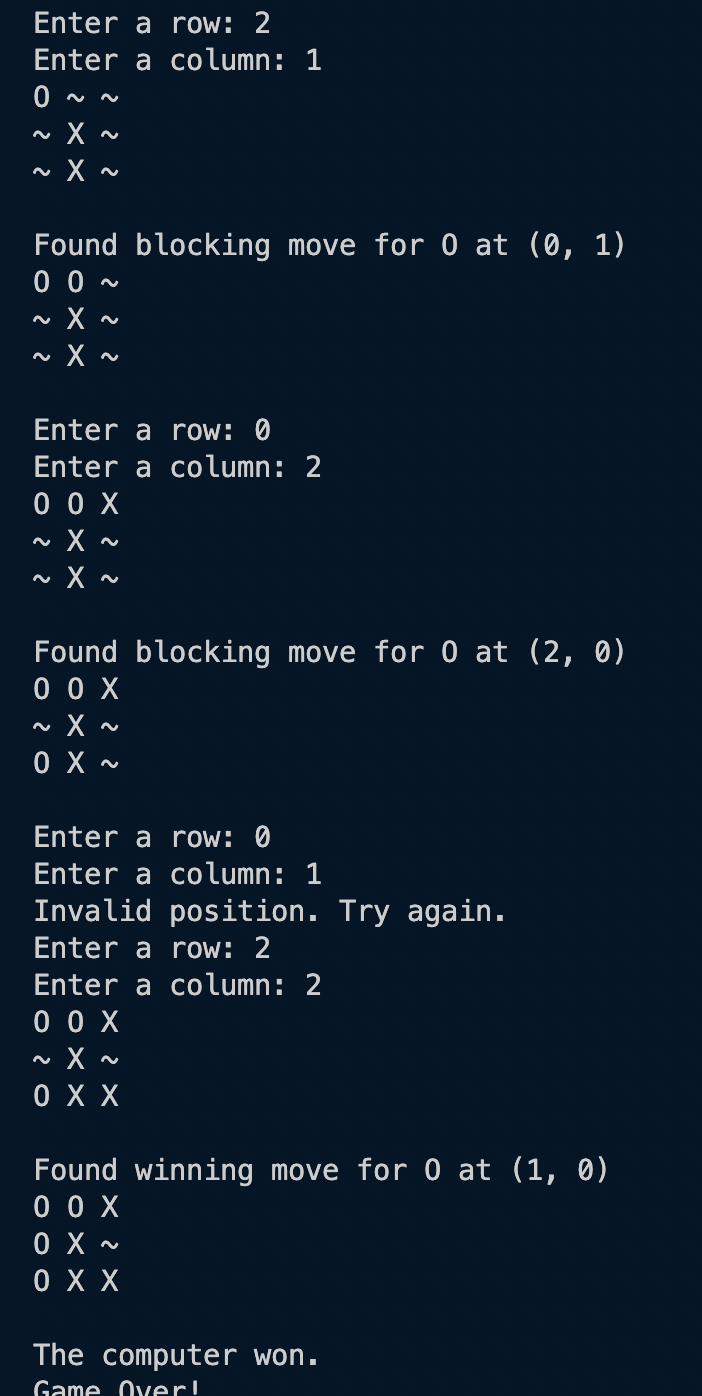 Enter a row: 2
Enter a column: 1
O ~ ~
~ X ~
~ X ~
Found blocking move for O at (0, 1)
O O ~
~ X ~
~ X ~
Enter a row: 0
Enter a column: 2
O O X
~ X ~
~ X ~
Found blocking move for O at (2, 0)
O O X
~ X ~
O X ~
Enter a row: 0
Enter a column: 1
Invalid position. Try again.
Enter a row: 2
Enter a column: 2
O O X
~ X ~
O X X
Found winning move for O at (1, 0)
O O X
O X ~
O X X
The computer won.
Game Over!